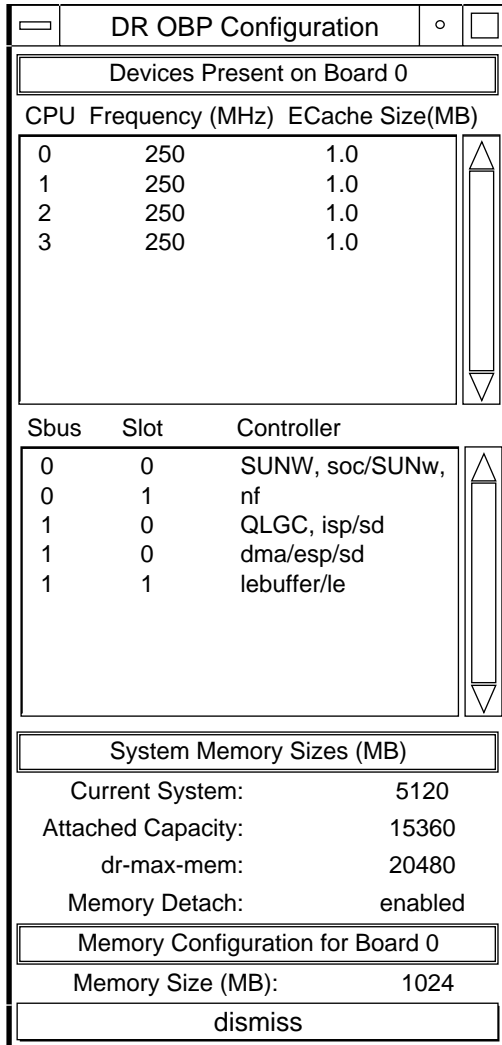 DR OBP Configuration
Devices Present on Board 0
CPU Frequency (MHz) ECache Size(MB)
0 250 1.0
1 250 1.0
2 250 1.0
3 250 1.0
Sbus Slot Controller
0 0 SUNW, soc/SUNw,
0 1 nf
1 0 QLGC, isp/sd
1 0 dma/esp/sd
1 1 lebuffer/le
System Memory Sizes (MB)
Current System: 5120
Attached Capacity: 15360
dr-max-mem: 20480
Memory Detach: enabled
Memory Configuration for Board 0
Memory Size (MB): 1024
dismiss